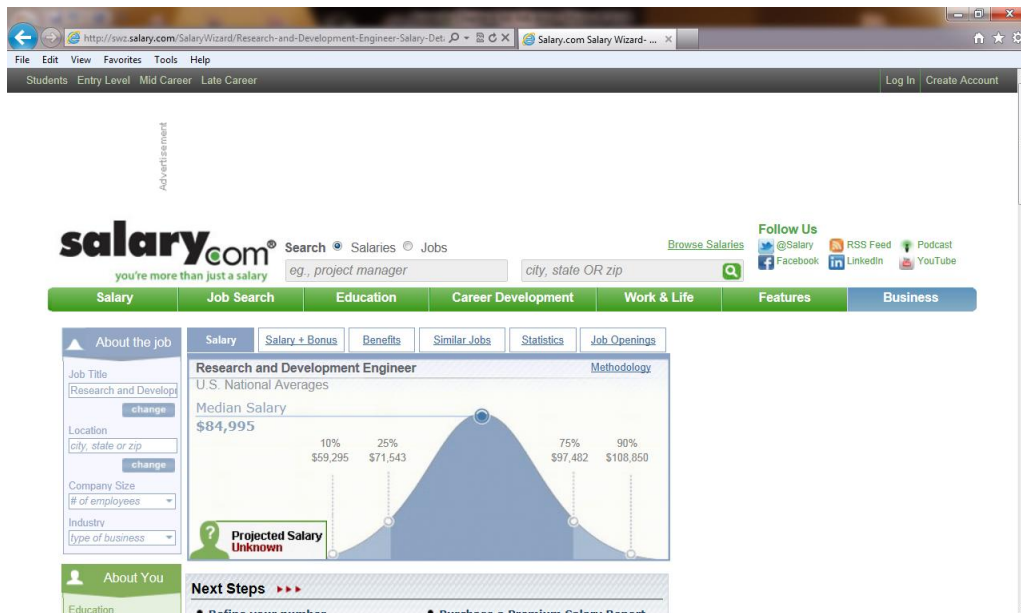 http://swz.salary.com/SalaryWizard/Research-and-Development-Engineer-Salary-Det
Salary.com Salary Wizard- ...
File Edit View Favorites Tools Help
Students Entry Level Mid Career Late Career
Log In Create Account
Advertisement
salary.com®
you're more than just a salary
Search Salaries Jobs
Browse Salaries
eg., project manager
city, state OR zip
Follow Us
@Salary RSS Feed Podcast
Facebook LinkedIn YouTube
Salary Job Search Education Career Development Work & Life Features Business
About the job
Job Title
Research and Develop
change
Location
city, state or zip
change
Company Size
# of employees
Industry
type of business
About You
Education
Salary Salary + Bonus Benefits Similar Jobs Statistics Job Openings
Research and Development Engineer
Methodology
U.S. National Averages
Median Salary
$84,995
10% 25% 75% 90%
$59,295 $71,543 $97,482 $108,850
Projected Salary
Unknown
Next Steps
Refine your number
Purchase a Premium Salary Report